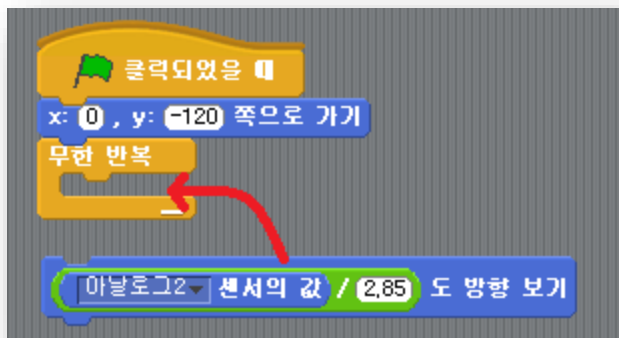 클릭되었을 때
x: 0 , y: -120 쪽으로 가기
무한 반복
아날로그2 센서의 값 / 2.85 도 방향 보기